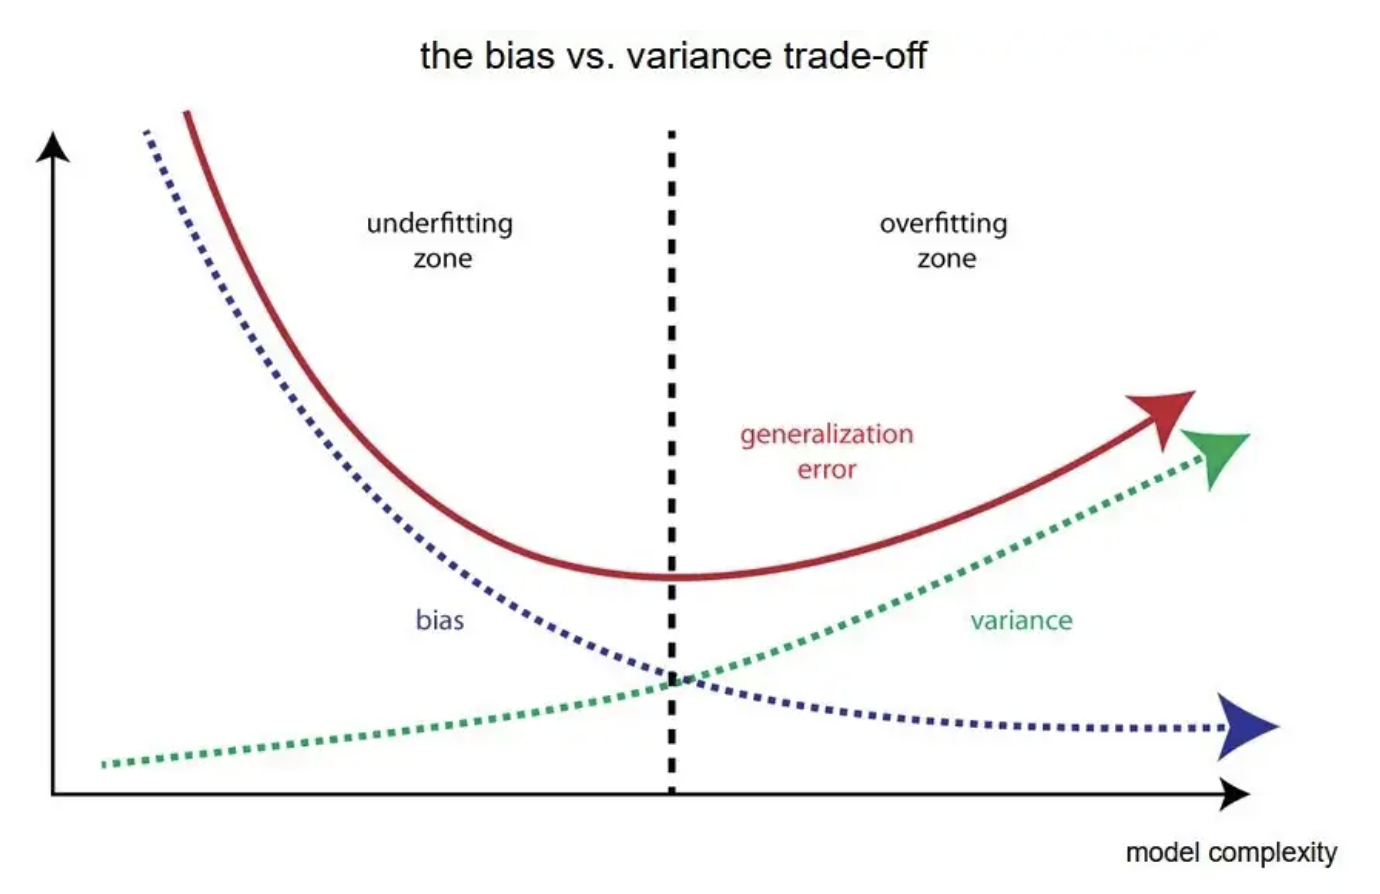 the bias vs. variance trade-off
underfitting
zone
overfitting
zone
generalization
error
bias
variance
model complexity